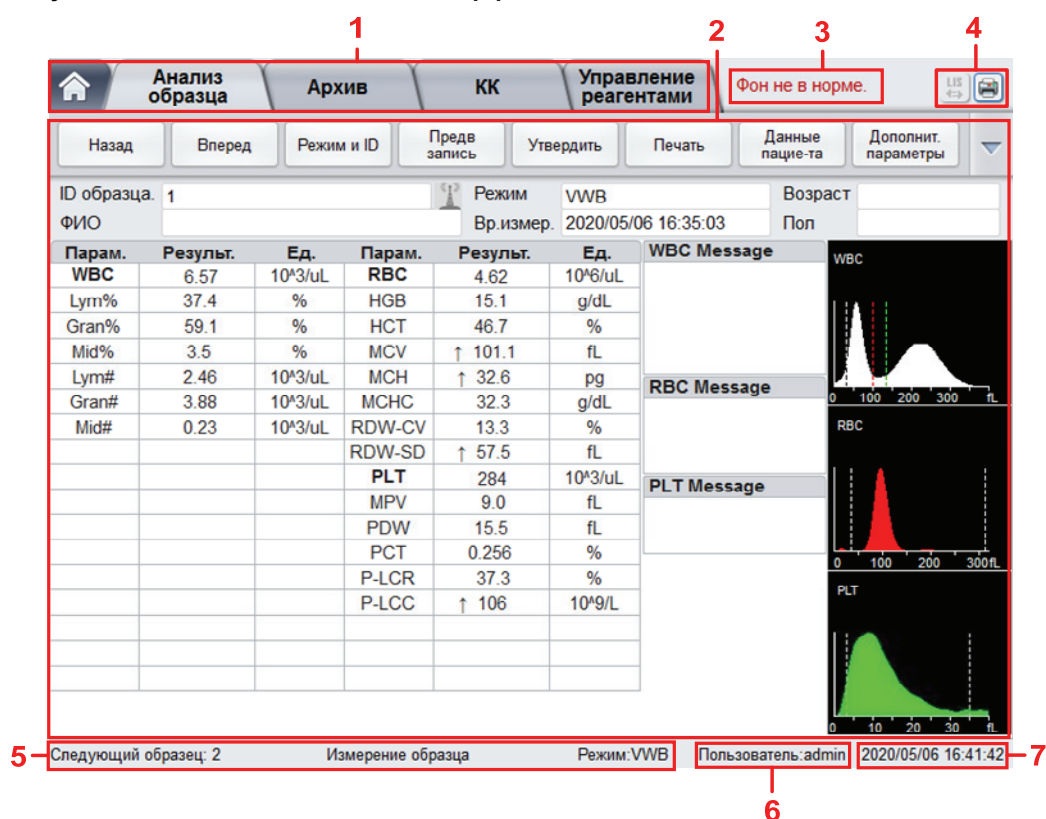 1 2 3 4
Анализ образца Архив КК Управление реагентами Фон не в норме. LIS
Назад Вперед Режим и ID Предв запись Утвердить Печать Данные пацие-та Дополнит. параметры
ID образца. 1 Режим VWB Возраст
ФИО Вр.измер. 2020/05/06 16:35:03 Пол
Парам. Результ. Ед. Парам. Результ. Ед. WBC Message WBC
WBC 6.57 10^3/uL RBC 4.62 10^6/uL
Lym% 37.4 % HGB 15.1 g/dL
Gran% 59.1 % HCT 46.7 %
Mid% 3.5 % MCV ↑ 101.1 fL
Lym# 2.46 10^3/uL MCH ↑ 32.6 pg
RBC Message
0 100 200 300 fL
Gran# 3.88 10^3/uL MCHC 32.3 g/dL
Mid# 0.23 10^3/uL RDW-CV 13.3 %
RBC
RDW-SD ↑ 57.5 fL
PLT 284 10^3/uL
PLT Message
MPV 9.0 fL
PDW 15.5 fL
PCT 0.256 %
0 100 200 300fL
P-LCR 37.3 %
PLT
P-LCC ↑ 106 10^9/L
0 10 20 30 fL
5 Следующий образец: 2 Измерение образца Режим:VWB Пользователь:admin 2020/05/06 16:41:42 7
6